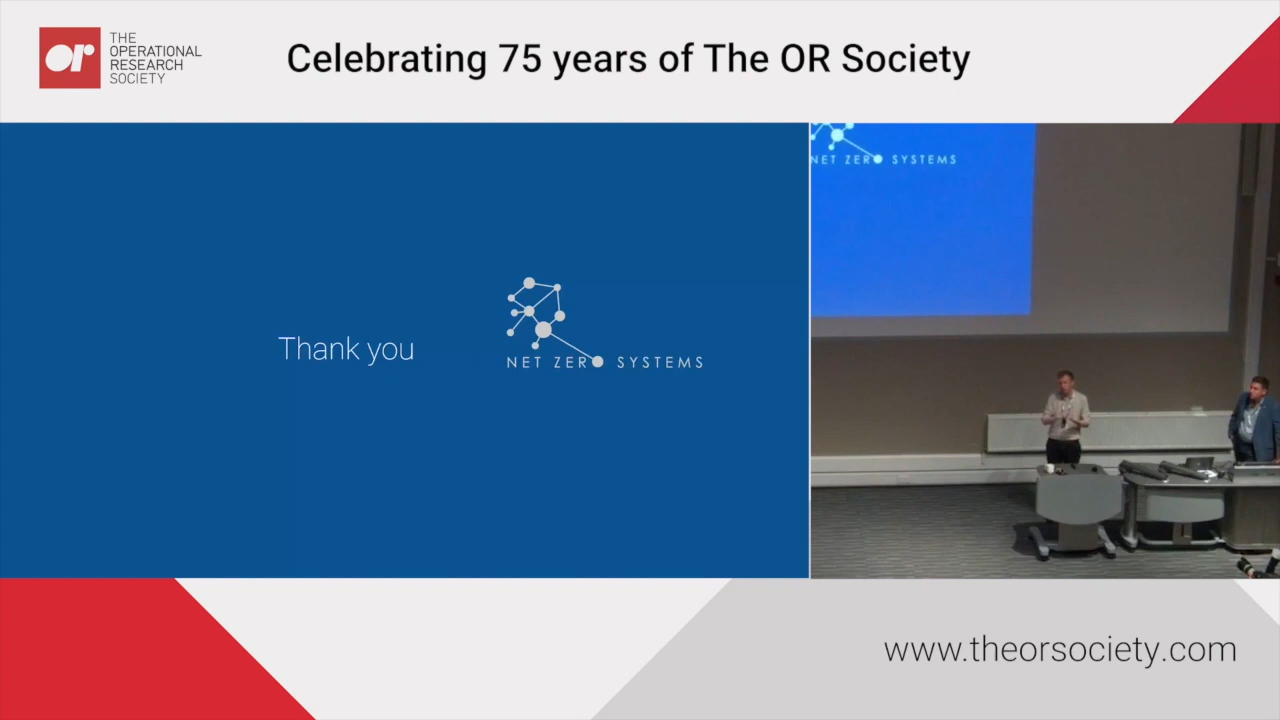 or
THE
OPERATIONAL
RESEARCH
SOCIETY
Celebrating 75 years of The OR Society
Thank you
NET ZERO SYSTEMS
NET ZERO SYSTEMS
www.theorsociety.com